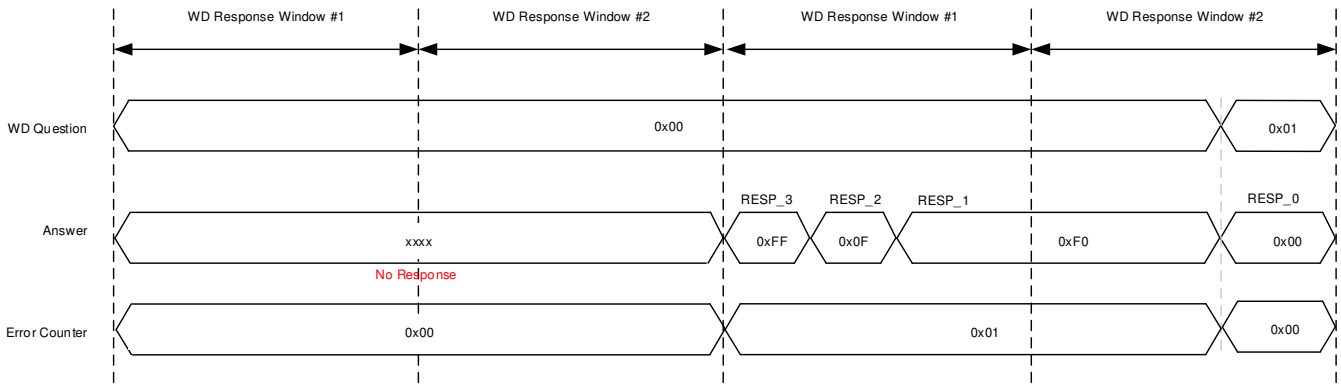 WD Response Window #1 WD Response Window #2 WD Response Window #1 WD Response Window #2
WD Question 0x00 0x01
RESP_3 RESP_2 RESP_1 RESP_0
Answer xxxx 0xFF 0x0F 0xF0 0x00
No Response
Error Counter 0x00 0x01 0x00